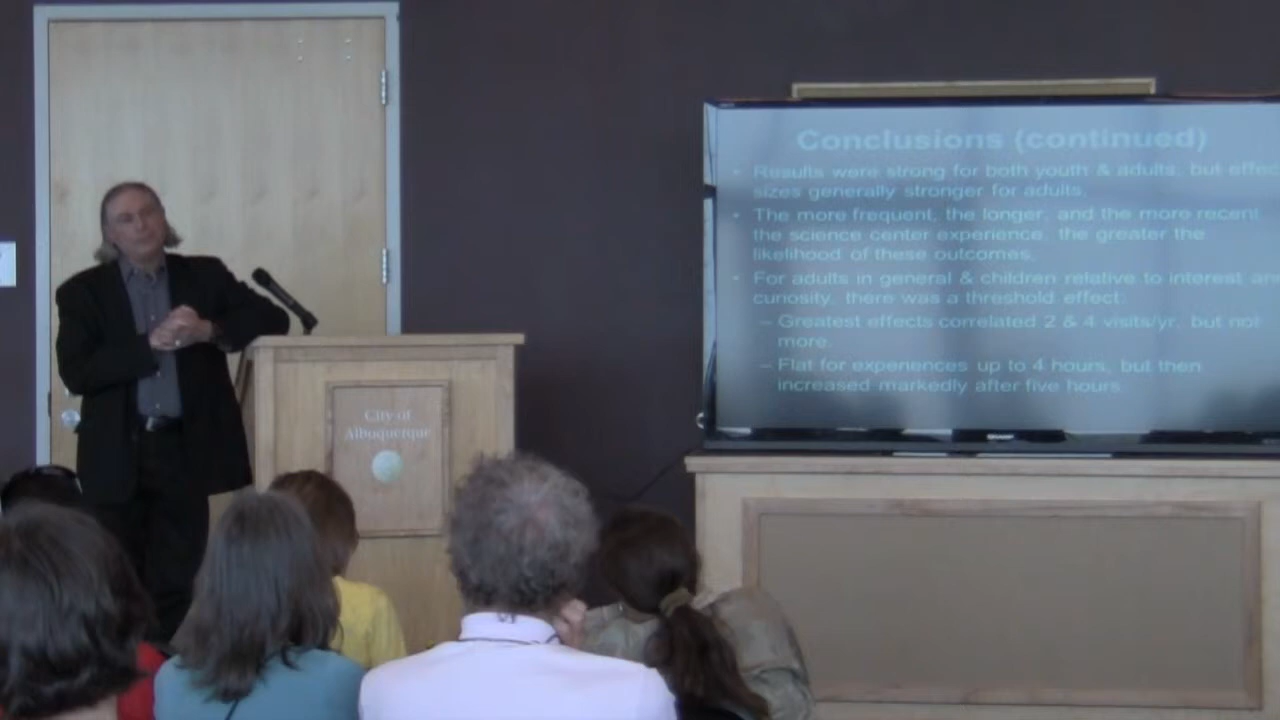 Conclusions (continued)
• Results were strong for both youth & adults, but effec
sizes generally stronger for adults.
• The more frequent, the longer, and the more recent
the science center experience, the greater the
likelihood of these outcomes.
• For adults in general & children relative to interest an
curiosity, there was a threshold effect:
– Greatest effects correlated 2 & 4 visits/yr, but not
more.
– Flat for experiences up to 4 hours, but then
increased markedly after five hours
SHARP
City of
Albuquerque